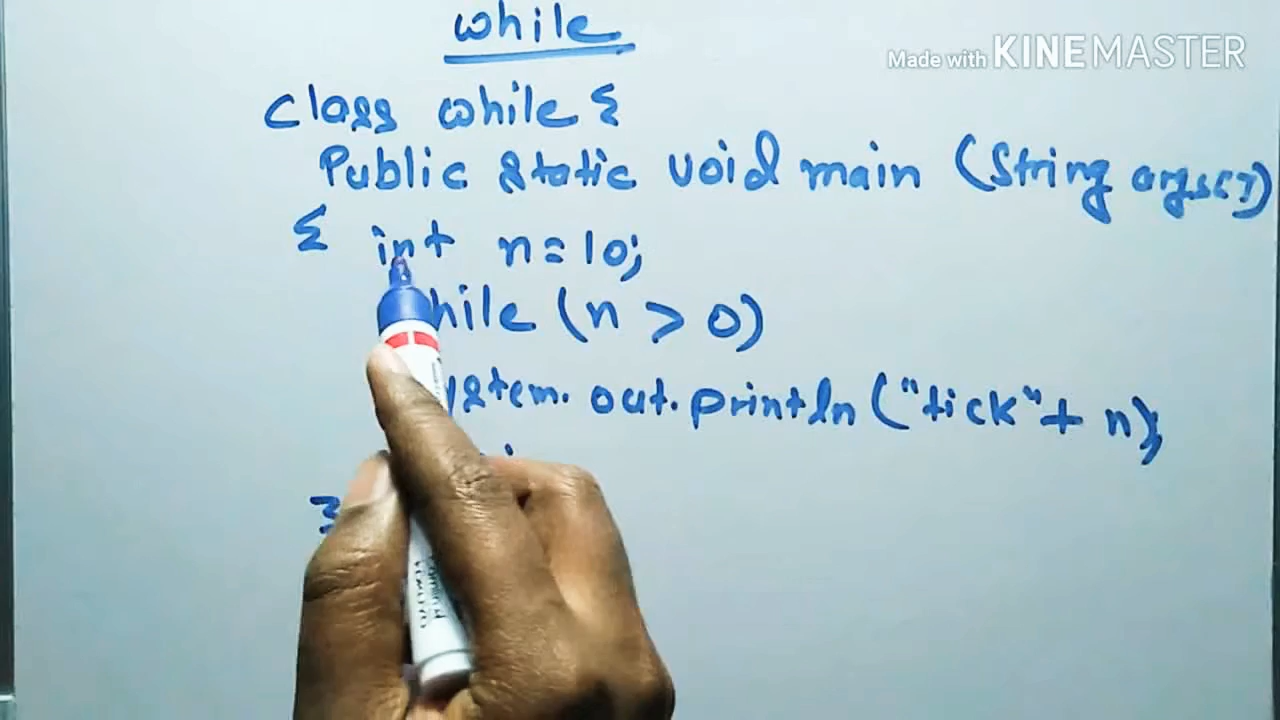 while
Made with KINEMASTER
class while {
Public static void main (String args[])
{ int n=10;
hile (n > 0)
ystem. out. println ("tick"+ n);
}